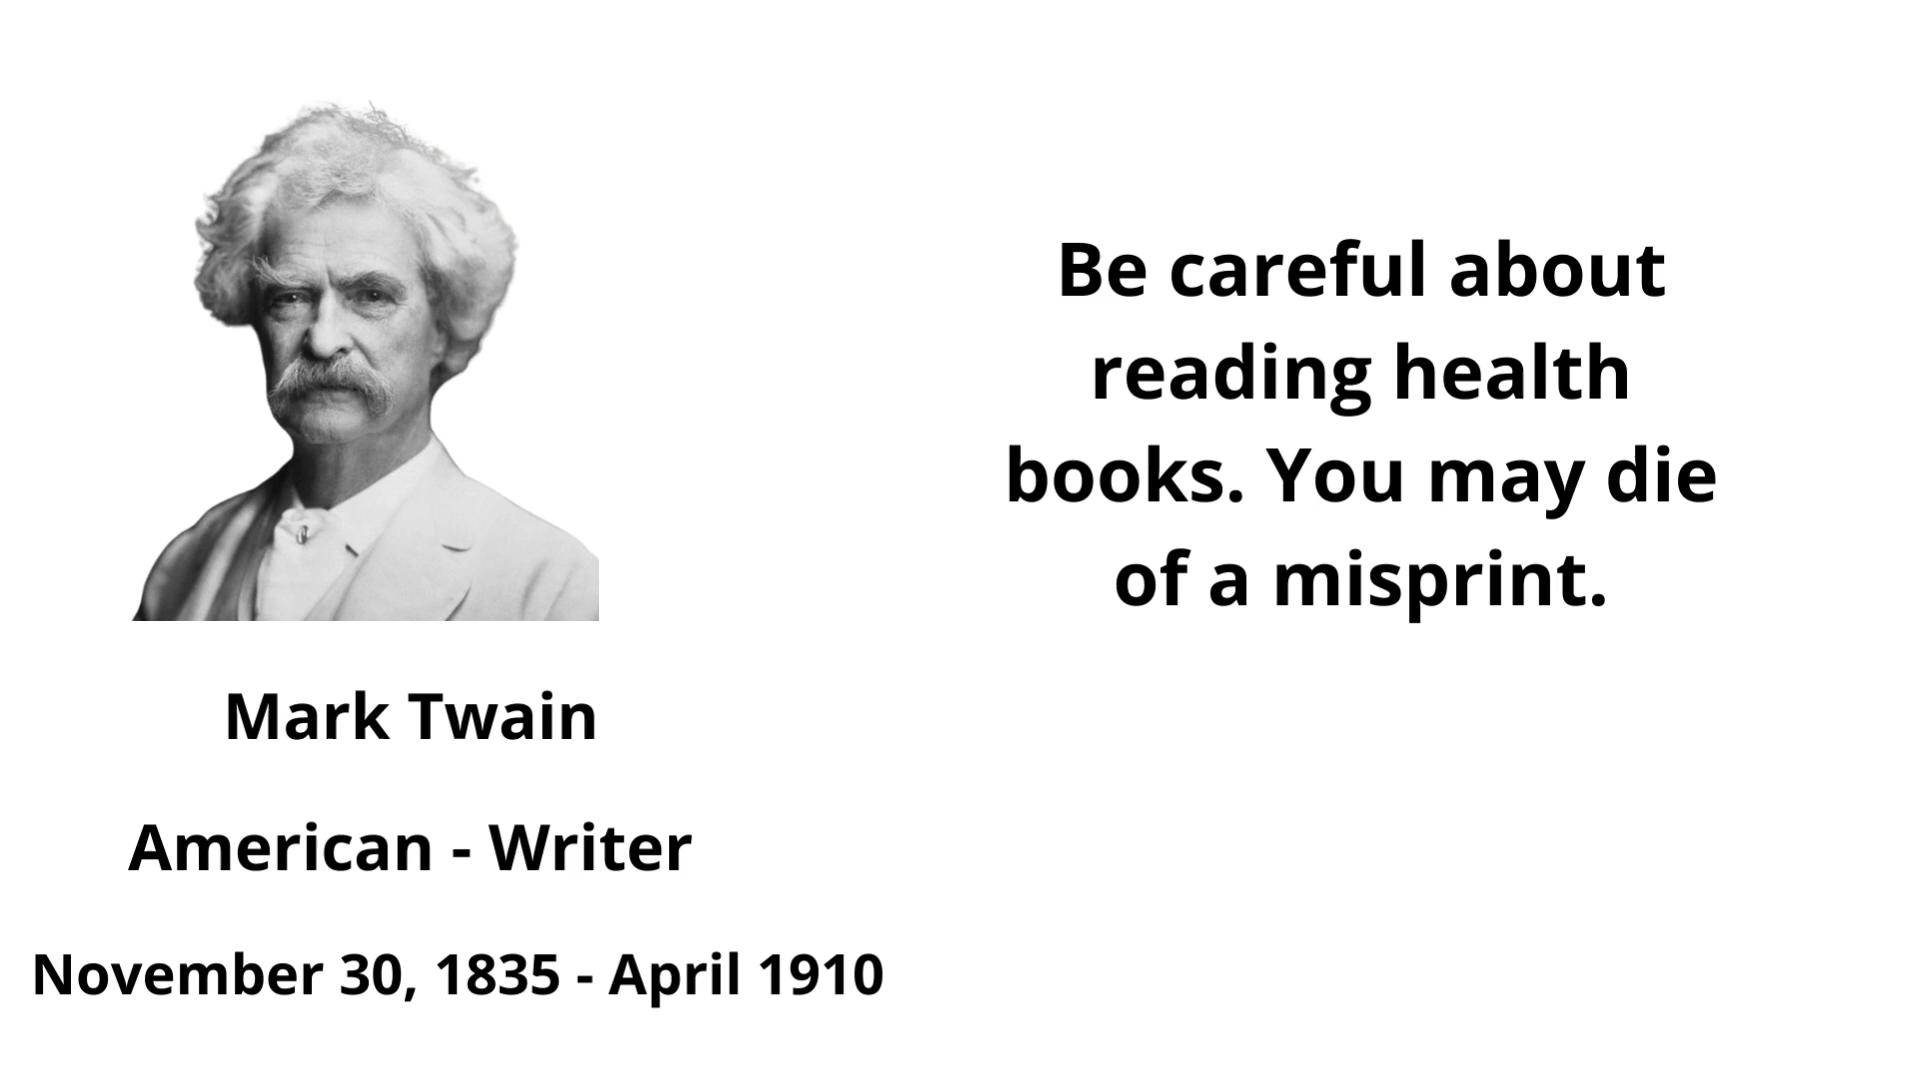 Be careful about
reading health
books. You may die
of a misprint.
Mark Twain
American - Writer
November 30, 1835 - April 1910